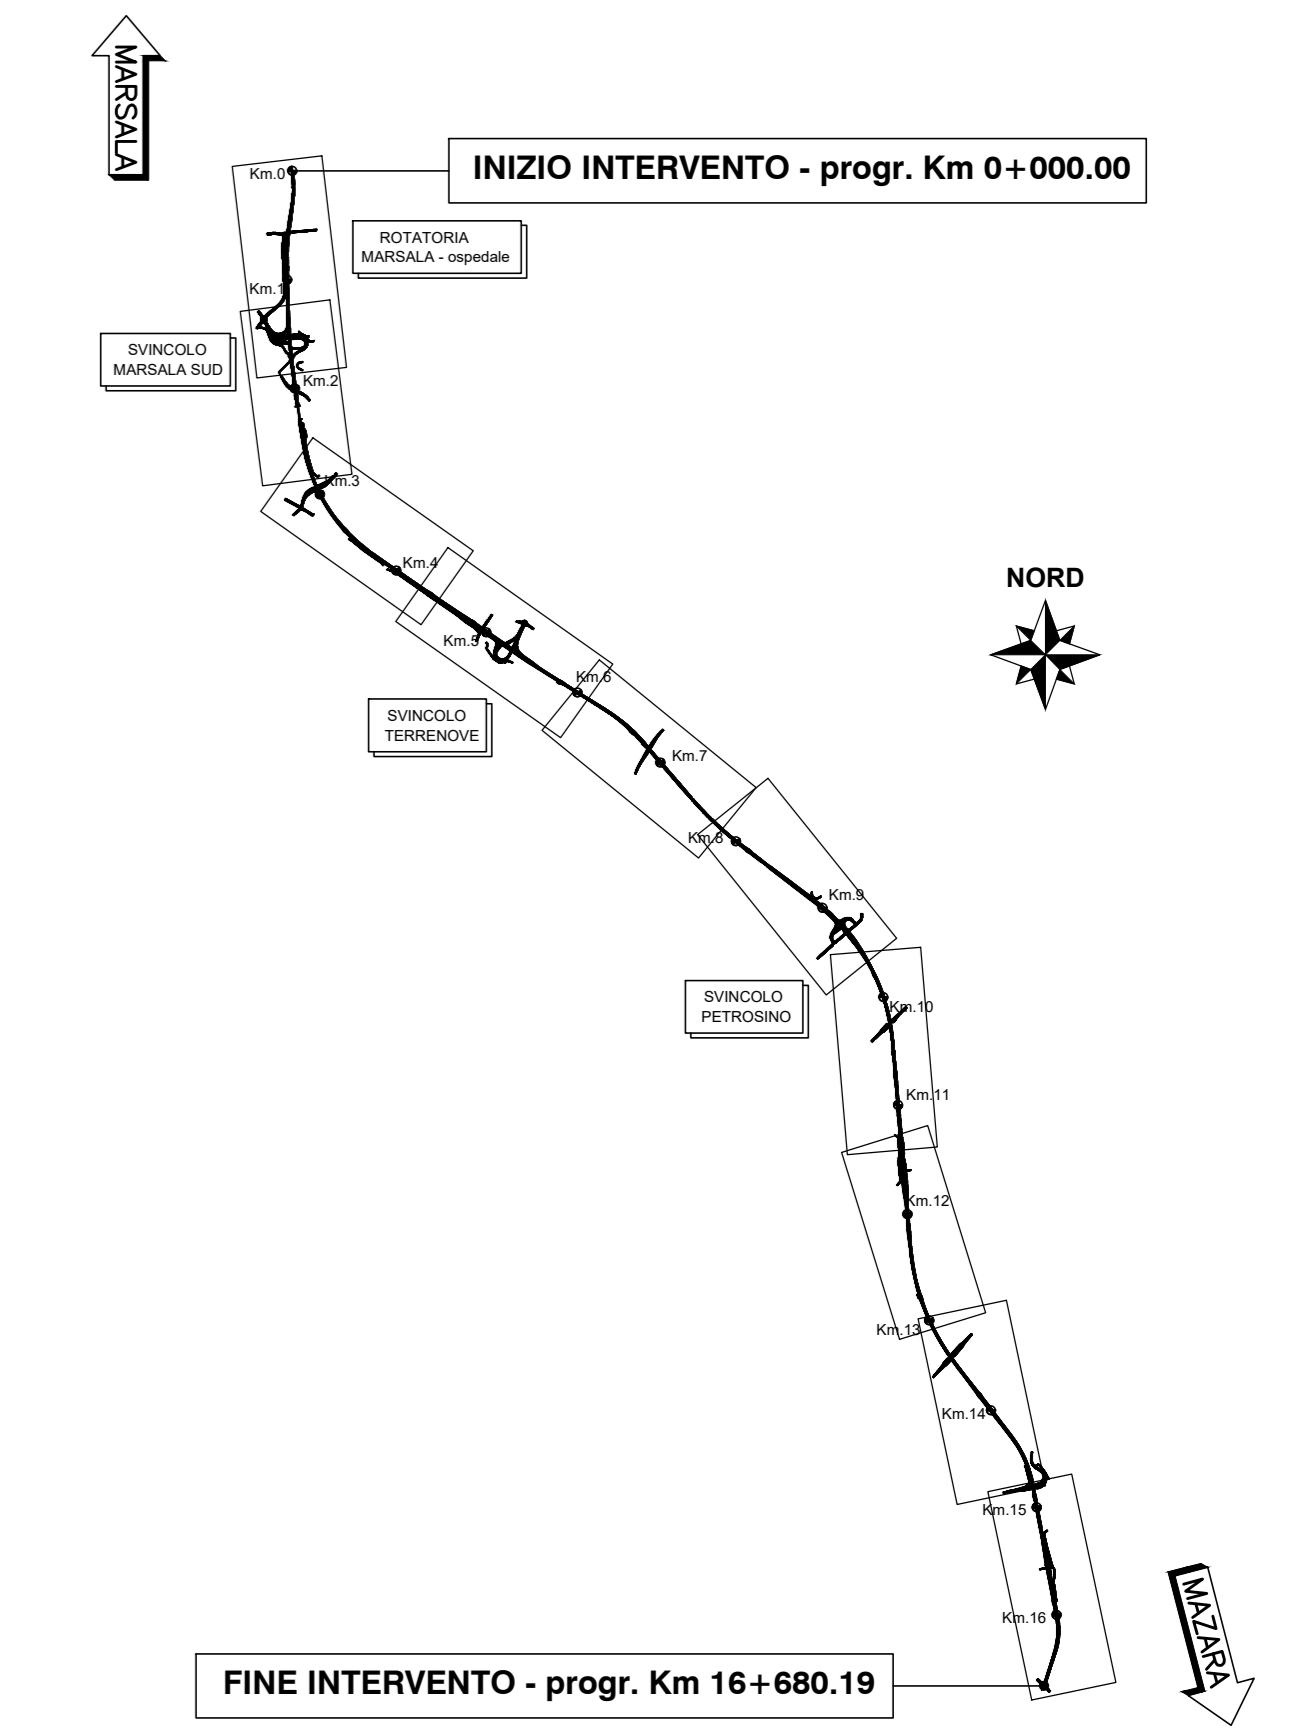 MARSALA
INIZIO INTERVENTO - progr. Km 0+000.00
Km.0
ROTATORIA
MARSALA - ospedale
Km.1
SVINCOLO
MARSALA SUD
Km.2
Km.3
Km.4
NORD
Km.5
Km.6
SVINCOLO
TERRENOVE
Km.7
Km.8
Km.9
SVINCOLO
PETROSINO
Km.10
Km.11
Km.12
Km.13
Km.14
Km.15
Km.16
MAZARA
FINE INTERVENTO - progr. Km 16+680.19